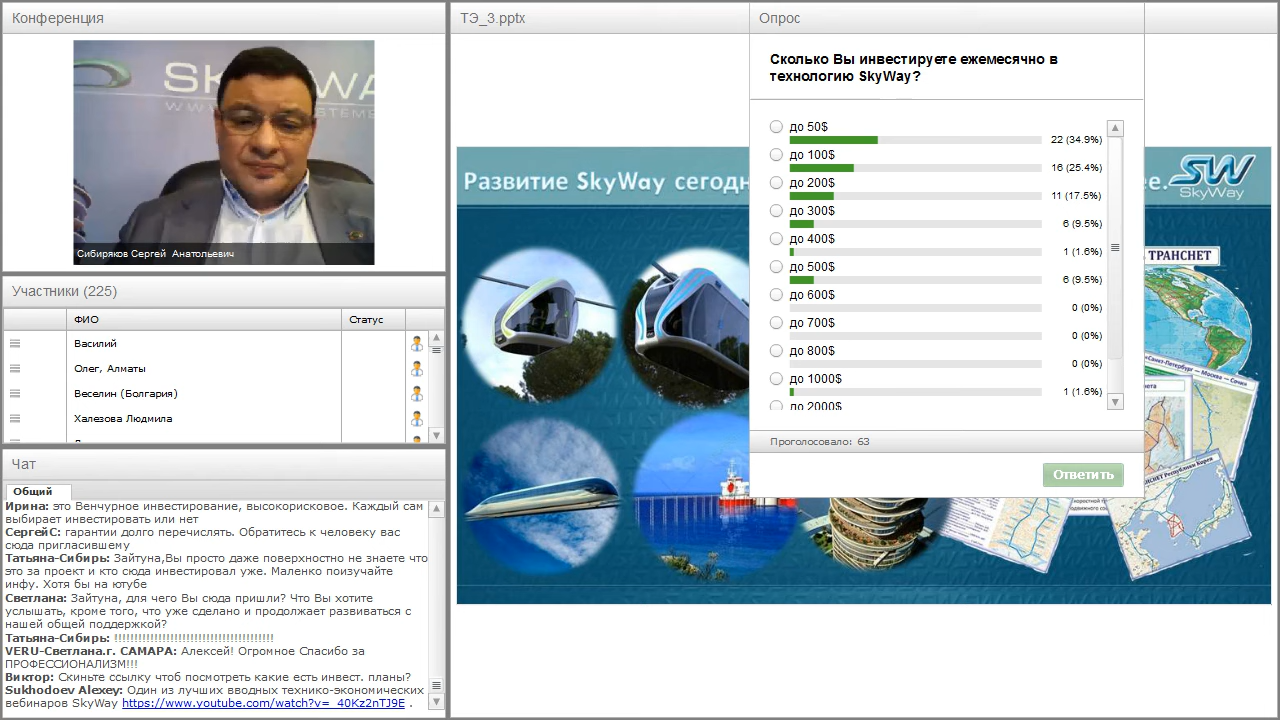 Конференция
SKYWA
Сибиряков Сергей Анатольевич
Участники (225)
ФИО
Статус
Василий
Олег, Алматы
Веселин (Болгария)
Халезова Людмила
Чат
Общий
Ирина: это Венчурное инвестирование, высокорисковое. Каждый сам
выбирает инвестировать или нет
СергейС: гарантии долго перечислять. Обратитесь к человеку вас
сюда пригласившему
Татьяна-Сибирь: Зайтуна,Вы просто даже поверхностно не знаете что
это за проект и кто сюда инвестировал уже. Маленко поизучайте
инфу. Хотя бы на ютубе
Светлана: Зайтуна, для чего Вы сюда пришли? Что Вы хотите
услышать, кроме того, что уже сделано и продолжает развиваться с
нашей общей поддержкой?
Татьяна-Сибирь: !!!!!!!!!!!!!!!!!!!!!!!!!!!!!!!!!!!!!!!!
VERU-Светлана.г. САМАРА: Алексей! Огромное Спасибо за
ПРОФЕССИОНАЛИЗМ!!!
Виктор: Скиньте ссылку чтоб посмотреть какие есть инвест. планы?
Sukhodoev Alexey: Один из лучших вводных технико-экономических
вебинаров SkyWay https://www.youtube.com/watch?v=_40Kz2nTJ9E .
ТЭ_3.pptx
Развитие SkyWay сегодн
ее.
SW
SkyWay
ТРАНСНЕТ
«Санкт-Петербург — Москва — Сочи»
Опрос
Сколько Вы инвестируете ежемесячно в
технологию SkyWay?
до 50$
22 (34.9%)
до 100$
16 (25.4%)
до 200$
11 (17.5%)
до 300$
6 (9.5%)
до 400$
1 (1.6%)
до 500$
6 (9.5%)
до 600$
0 (0%)
до 700$
0 (0%)
до 800$
0 (0%)
до 1000$
1 (1.6%)
до 2000$
Проголосовало: 63
Ответить